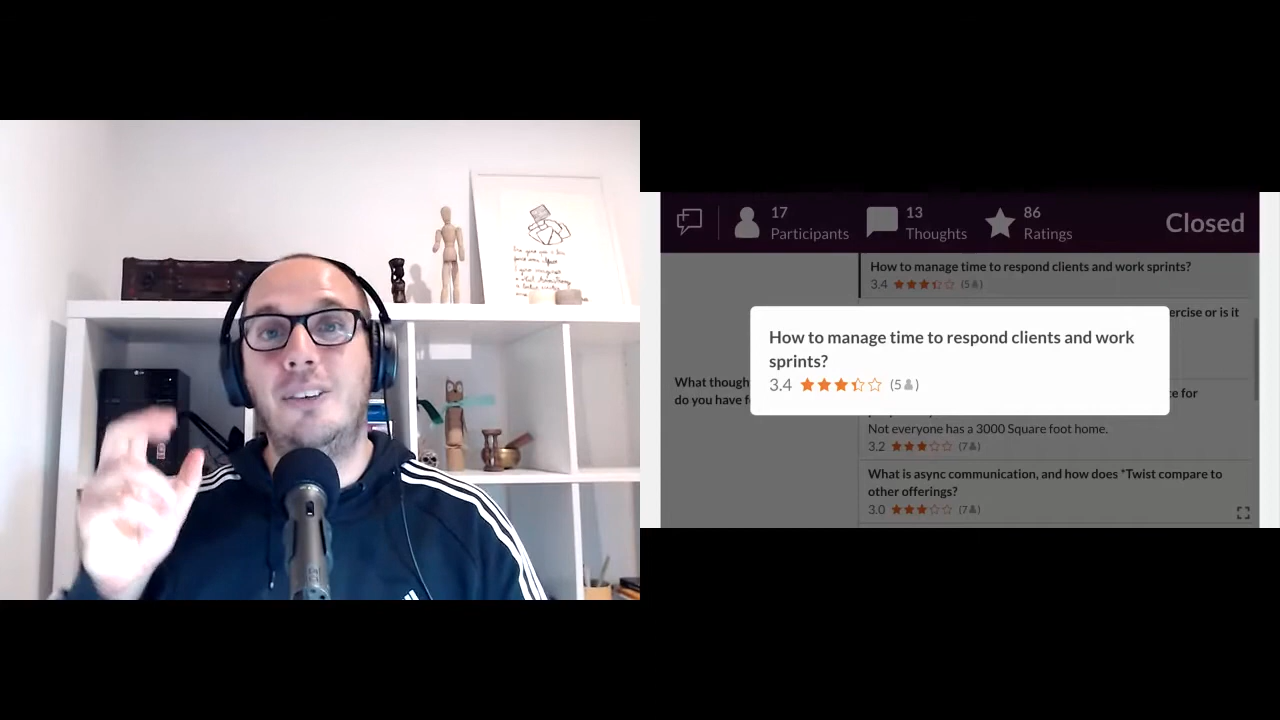 17
Participants
13
Thoughts
86
Ratings
Closed
How to manage time to respond clients and work sprints?
3.4 (5)
ercise or is it
How to manage time to respond clients and work
sprints?
3.4 (5)
What though
do you have f
e for
Not everyone has a 3000 Square foot home.
3.2 (7)
What is async communication, and how does *Twist compare to
other offerings?
3.0 (7)
LG